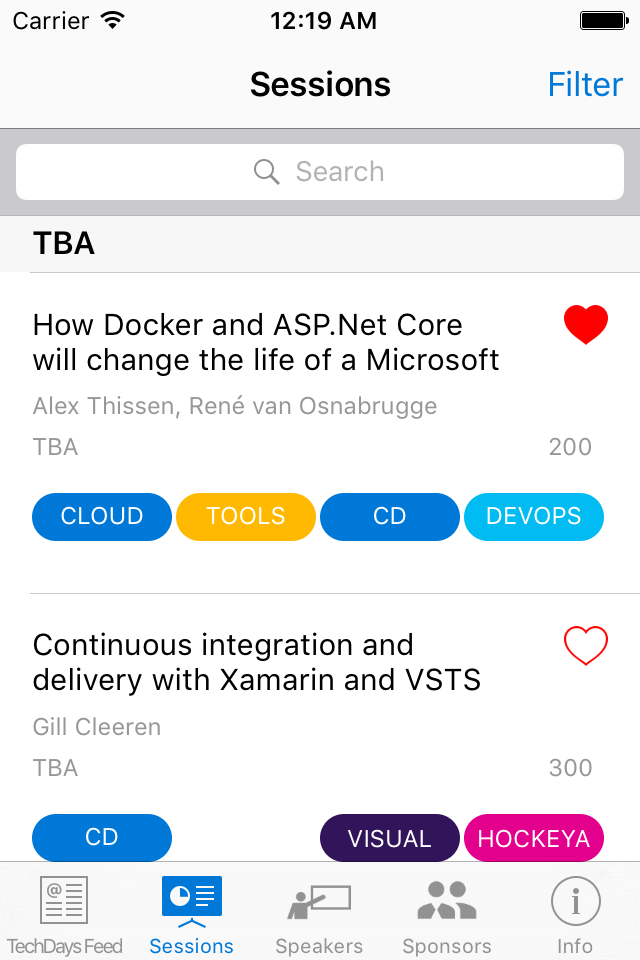 Carrier 12:19 AM
Sessions Filter
Search
TBA
How Docker and ASP.Net Core
will change the life of a Microsoft
Alex Thissen, René van Osnabrugge
TBA 200
CLOUD TOOLS CD DEVOPS
Continuous integration and
delivery with Xamarin and VSTS
Gill Cleeren
TBA 300
CD VISUAL HOCKEYA
@
i
TechDays Feed Sessions Speakers Sponsors Info